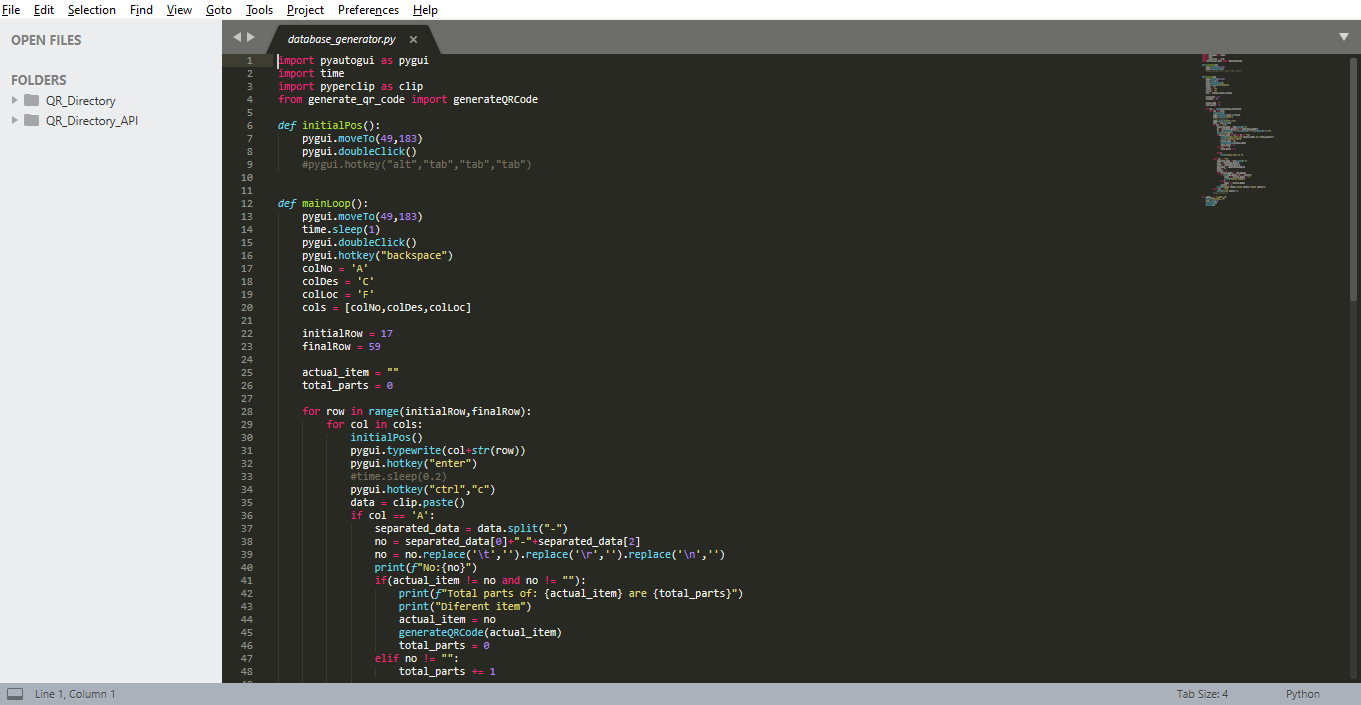 File Edit Selection Find View Goto Tools Project Preferences Help
OPEN FILES
FOLDERS
QR_Directory
QR_Directory_API
database_generator.py ×
1 import pyautogui as pygui
2 import time
3 import pyperclip as clip
4 from generate_qr_code import generateQRCode
5
6 def initialPos():
7     pygui.moveTo(49,183)
8     pygui.doubleClick()
9     #pygui.hotkey("alt","tab","tab","tab")
10
11
12 def mainLoop():
13     pygui.moveTo(49,183)
14     time.sleep(1)
15     pygui.doubleClick()
16     pygui.hotkey("backspace")
17     colNo = 'A'
18     colDes = 'C'
19     colLoc = 'F'
20     cols = [colNo,colDes,colLoc]
21
22     initialRow = 17
23     finalRow = 59
24
25     actual_item = ""
26     total_parts = 0
27
28     for row in range(initialRow,finalRow):
29         for col in cols:
30             initialPos()
31             pygui.typewrite(col+str(row))
32             pygui.hotkey("enter")
33             #time.sleep(0.2)
34             pygui.hotkey("ctrl","c")
35             data = clip.paste()
36             if col == 'A':
37                 separated_data = data.split("-")
38                 no = separated_data[0]+"-"+separated_data[2]
39                 no = no.replace('\t','').replace('\r','').replace('\n','')
40                 print(f"No:{no}")
41                 if(actual_item != no and no != ""):
42                     print(f"Total parts of: {actual_item} are {total_parts}")
43                     print("Diferent item")
44                     actual_item = no
45                     generateQRCode(actual_item)
46                     total_parts = 0
47                 elif no != "":
48                     total_parts += 1
Line 1, Column 1
Tab Size: 4
Python